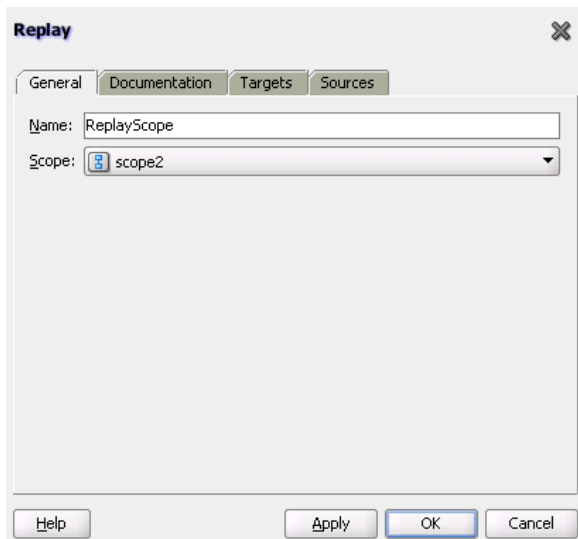 Replay
General Documentation Targets Sources
Name: ReplayScope
Scope: scope2
Help Apply OK Cancel